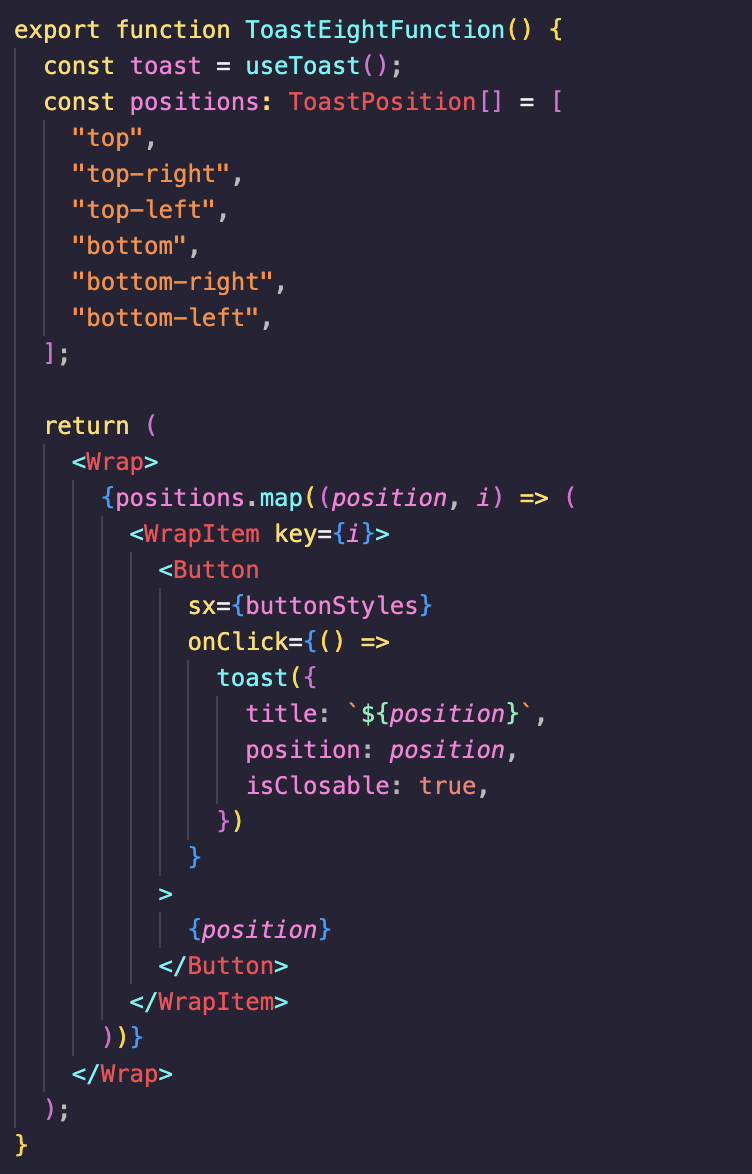 export function ToastEightFunction() {
  const toast = useToast();
  const positions: ToastPosition[] = [
    "top",
    "top-right",
    "top-left",
    "bottom",
    "bottom-right",
    "bottom-left",
  ];

  return (
    <Wrap>
      {positions.map((position, i) => (
        <WrapItem key={i}>
          <Button
            sx={buttonStyles}
            onClick={() =>
              toast({
                title: `${position}`,
                position: position,
                isClosable: true,
              })
            }
          >
            {position}
          </Button>
        </WrapItem>
      ))}
    </Wrap>
  );
}